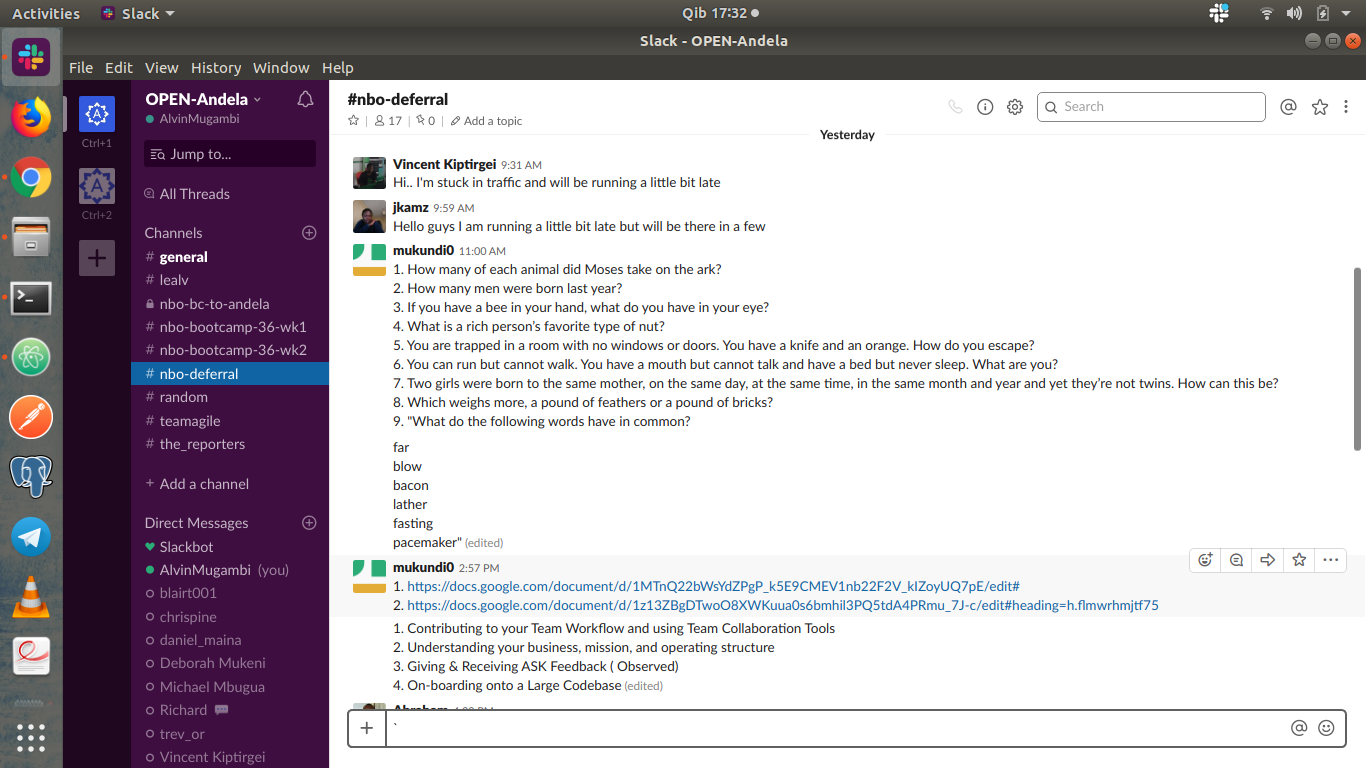 Activities Slack Qib 17:32
Slack - OPEN-Andela
File Edit View History Window Help
Ctrl+1
Ctrl+2
OPEN-Andela
AlvinMugambi
Jump to...
All Threads
Channels
# general
# lealv
nbo-bc-to-andela
# nbo-bootcamp-36-wk1
# nbo-bootcamp-36-wk2
# nbo-deferral
# random
# teamagile
# the_reporters
+ Add a channel
Direct Messages
Slackbot
AlvinMugambi (you)
blairt001
chrispine
daniel_maina
Deborah Mukeni
Michael Mbugua
Richard
trev_or
Vincent Kiptirgei
#nbo-deferral
17 | 0 | Add a topic
Search
Yesterday
Vincent Kiptirgei 9:31 AM
Hi.. I'm stuck in traffic and will be running a little bit late
jkamz 9:59 AM
Hello guys I am running a little bit late but will be there in a few
mukundi0 11:00 AM
1. How many of each animal did Moses take on the ark?
2. How many men were born last year?
3. If you have a bee in your hand, what do you have in your eye?
4. What is a rich person's favorite type of nut?
5. You are trapped in a room with no windows or doors. You have a knife and an orange. How do you escape?
6. You can run but cannot walk. You have a mouth but cannot talk and have a bed but never sleep. What are you?
7. Two girls were born to the same mother, on the same day, at the same time, in the same month and year and yet they're not twins. How can this be?
8. Which weighs more, a pound of feathers or a pound of bricks?
9. "What do the following words have in common?
far
blow
bacon
lather
fasting
pacemaker" (edited)
mukundi0 2:57 PM
1. https://docs.google.com/document/d/1MTnQ22bWsYdZPgP_k5E9CMEV1nb22F2V_kIZoyUQ7pE/edit#
2. https://docs.google.com/document/d/1z13ZBgDTwoO8XWKuua0s6bmhil3PQ5tdA4PRmu_7J-c/edit#heading=h.flmwrhmjtf75
1. Contributing to your Team Workflow and using Team Collaboration Tools
2. Understanding your business, mission, and operating structure
3. Giving & Receiving ASK Feedback ( Observed)
4. On-boarding onto a Large Codebase (edited)
`